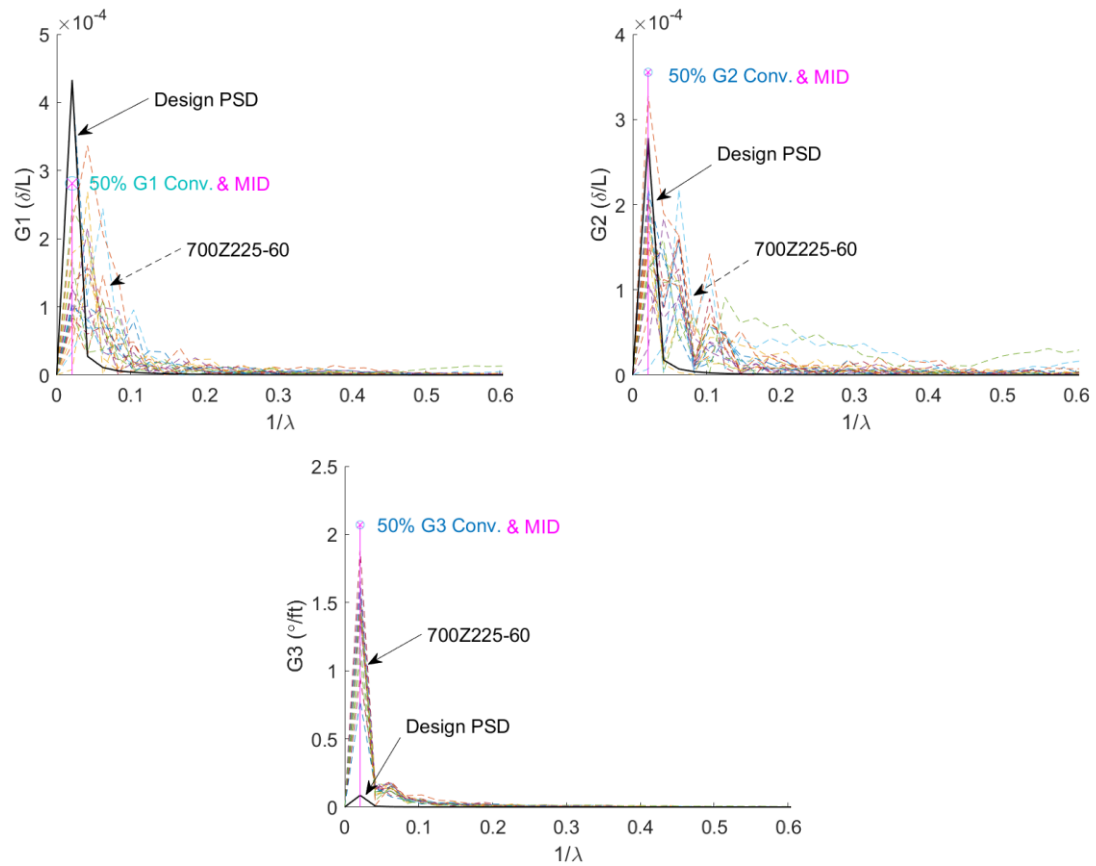 ×10⁻⁴
5
4
3
2
1
0
G1 (δ/L)
Design PSD
50% G1 Conv. & MID
700Z225-60
0 0.1 0.2 0.3 0.4 0.5 0.6
1/λ
×10⁻⁴
4
3
2
1
0
G2 (δ/L)
50% G2 Conv. & MID
Design PSD
700Z225-60
0 0.1 0.2 0.3 0.4 0.5 0.6
1/λ
2.5
2
1.5
1
0.5
0
G3 (°/ft)
50% G3 Conv. & MID
700Z225-60
Design PSD
0 0.1 0.2 0.3 0.4 0.5 0.6
1/λ